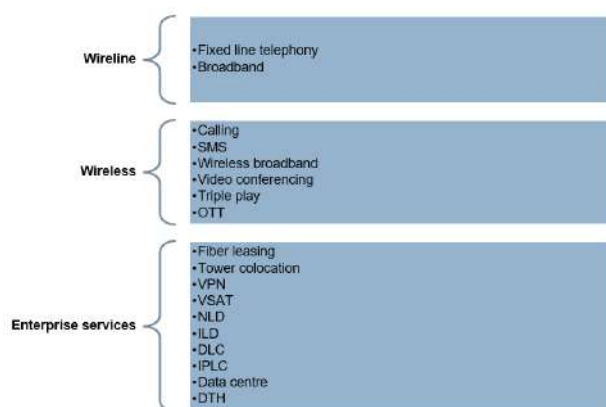 Wireline
•Fixed line telephony
•Broadband
Wireless
•Calling
•SMS
•Wireless broadband
•Video conferencing
•Triple play
•OTT
Enterprise services
•Fiber leasing
•Tower colocation
•VPN
•VSAT
•NLD
•ILD
•DLC
•IPLC
•Data centre
•DTH